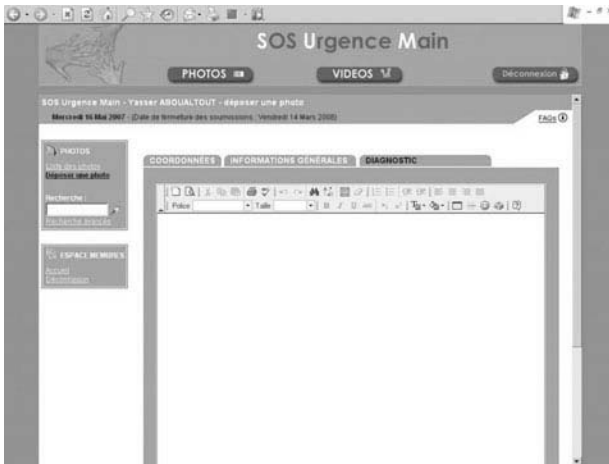 SOS Urgence Main
PHOTOS
VIDEOS
Déconnexion
SOS Urgence Main - Yasser ABOUALTOUT - déposer une photo
Mercredi 16 Mai 2007 - (Date de fermeture des soumissions : Vendredi 14 Mars 2008)
FAQs
PHOTOS
Liste des photos
Déposer une photo
Recherche :
Recherche avancée
ESPACE MEMBRES
Accueil
Déconnexion
COORDONNÉES
INFORMATIONS GÉNÉRALES
DIAGNOSTIC
Police
Taille